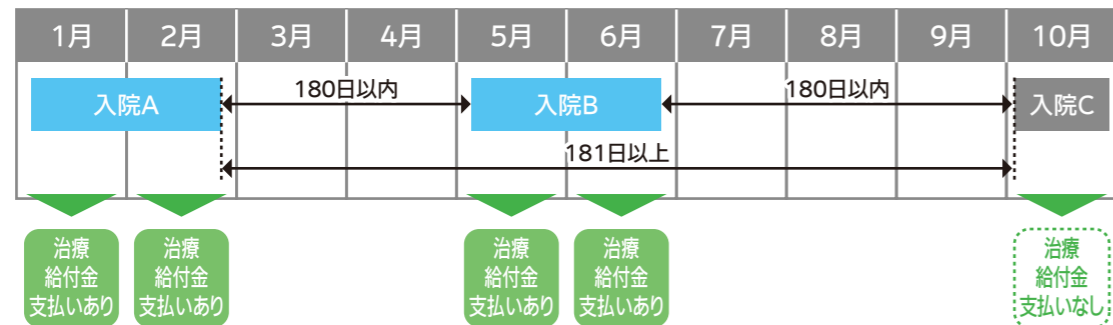 1月 2月 3月 4月 5月 6月 7月 8月 9月 10月
入院A 180日以内 入院B 180日以内 入院C
181日以上
治療 治療 治療 治療 治療
給付金 給付金 給付金 給付金 給付金
支払いあり 支払いあり 支払いあり 支払いあり 支払いなし